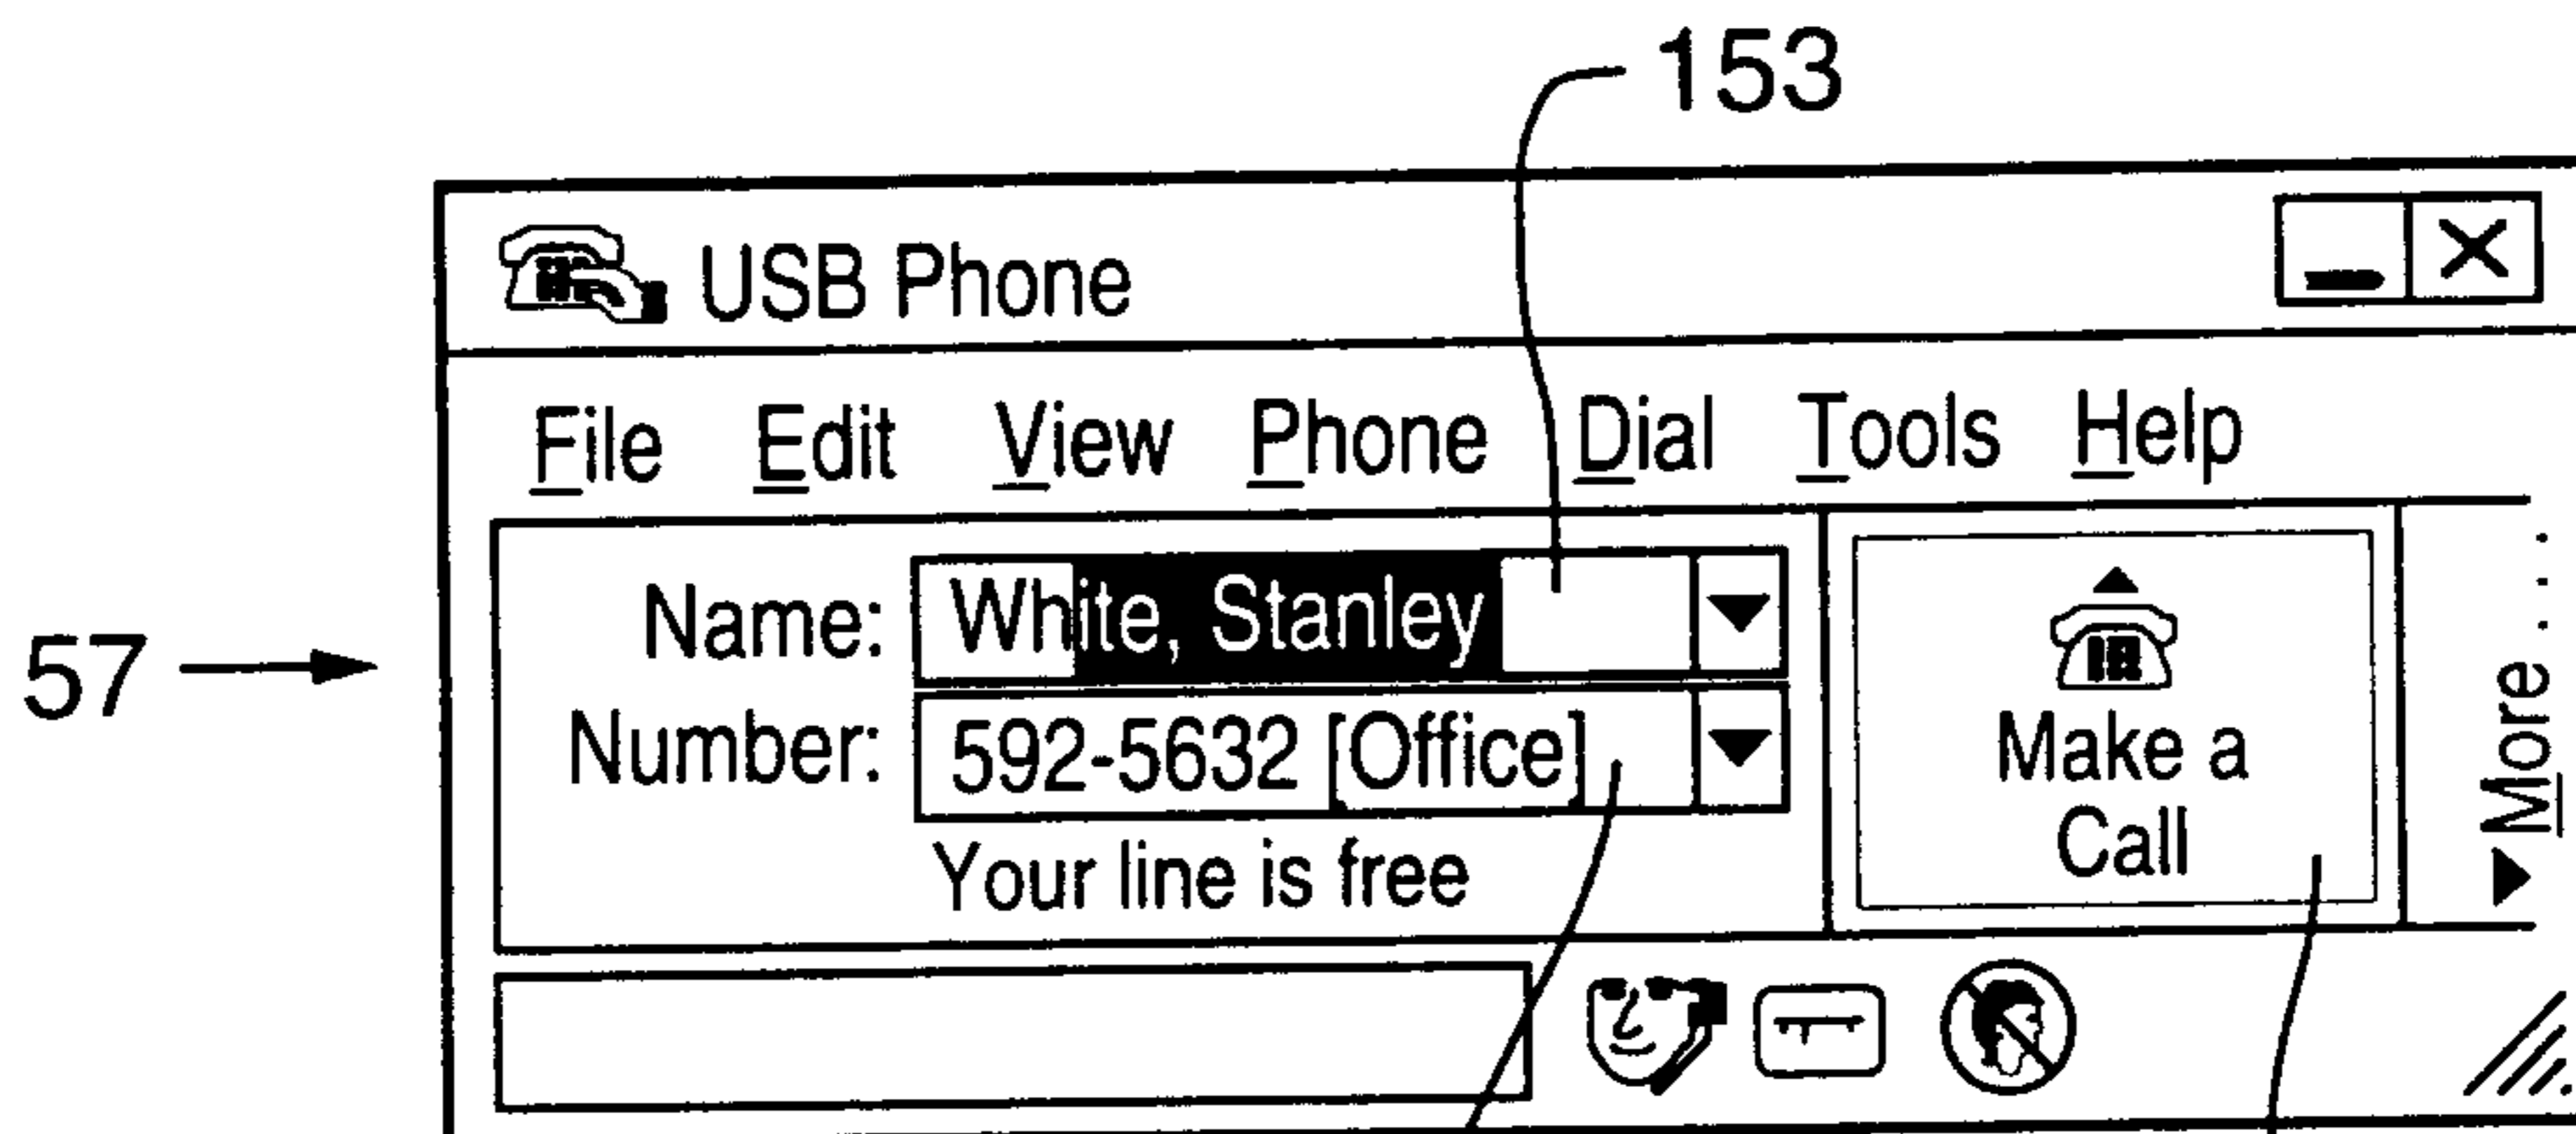 153
USB Phone
File Edit View Phone Dial Tools Help
57
Name: White, Stanley
Number: 592-5632 [Office]
Your line is free
Make a
Call
More ...